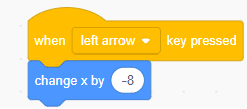 when left arrow key pressed
change x by -8